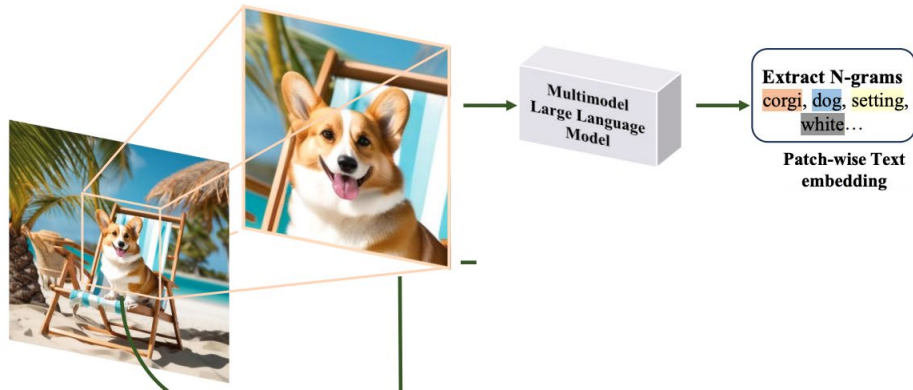 Multimodel
Large Language
Model
Extract N-grams
corgi, dog, setting,
white…
Patch-wise Text
embedding